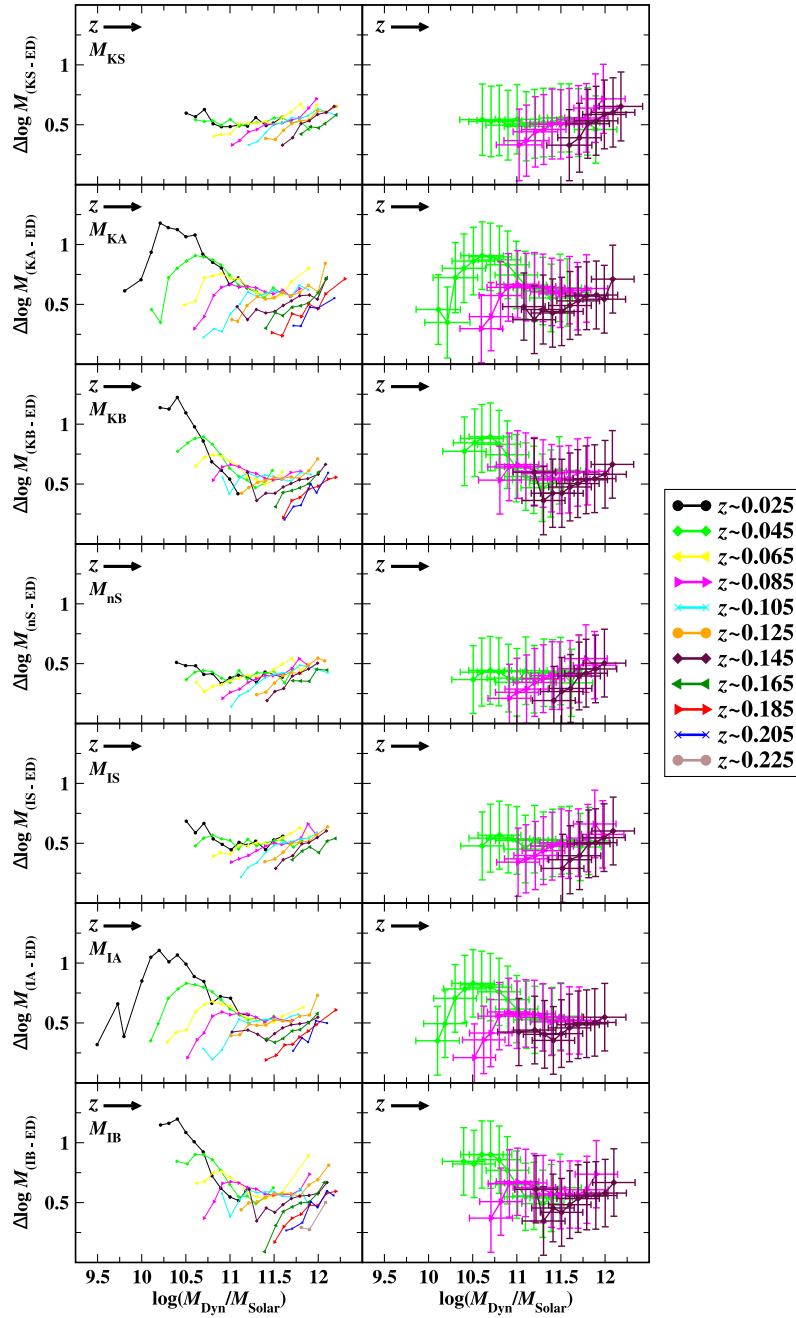 z
z
M_KS
Δlog M_(KS - ED)
1
0.5
z
z
M_KA
Δlog M_(KA - ED)
1
0.5
z
z
M_KB
Δlog M_(KB - ED)
1
0.5
z
z
M_nS
Δlog M_(nS - ED)
1
0.5
z
z
M_IS
Δlog M_(IS - ED)
1
0.5
z
z
M_IA
Δlog M_(IA - ED)
1
0.5
z
z
M_IB
Δlog M_(IB - ED)
1
0.5
9.5 10 10.5 11 11.5 12
10 10.5 11 11.5 12
log(M_Dyn/M_Solar)
log(M_Dyn/M_Solar)
z~0.025
z~0.045
z~0.065
z~0.085
z~0.105
z~0.125
z~0.145
z~0.165
z~0.185
z~0.205
z~0.225